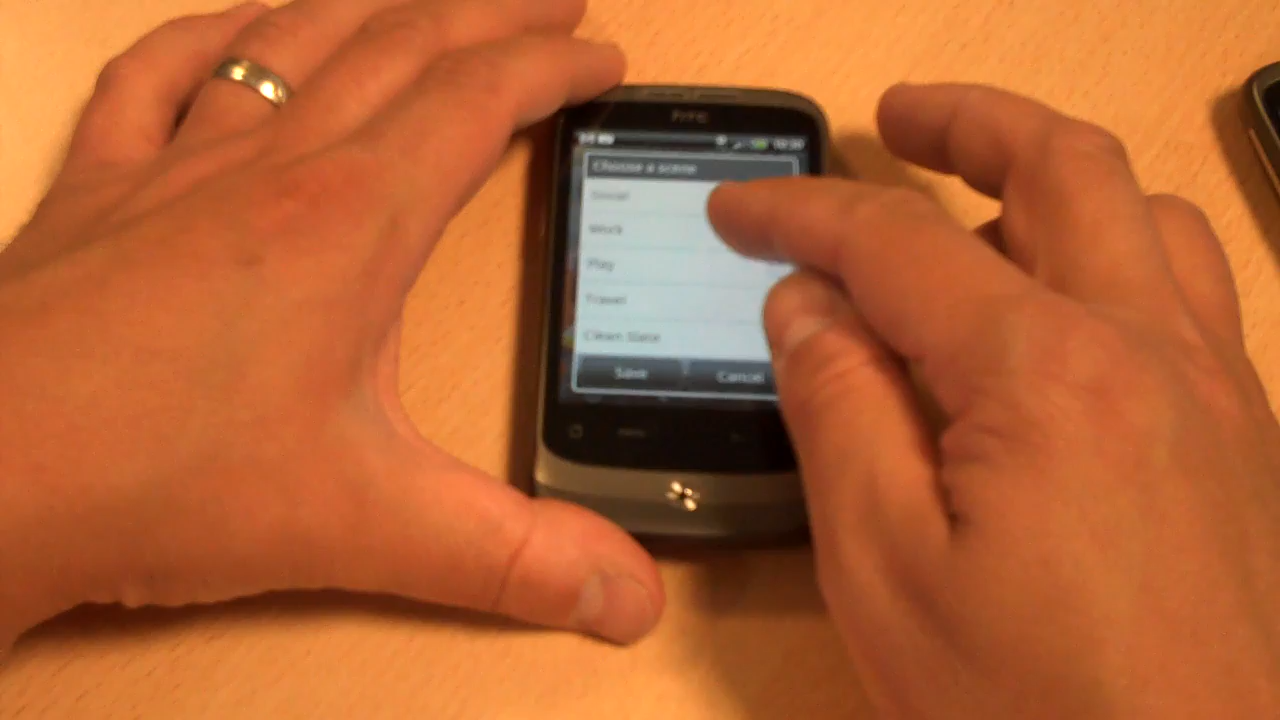 hTC
Choose a scene
Social
Work
Play
Travel
Clean Slate
Save
Cancel